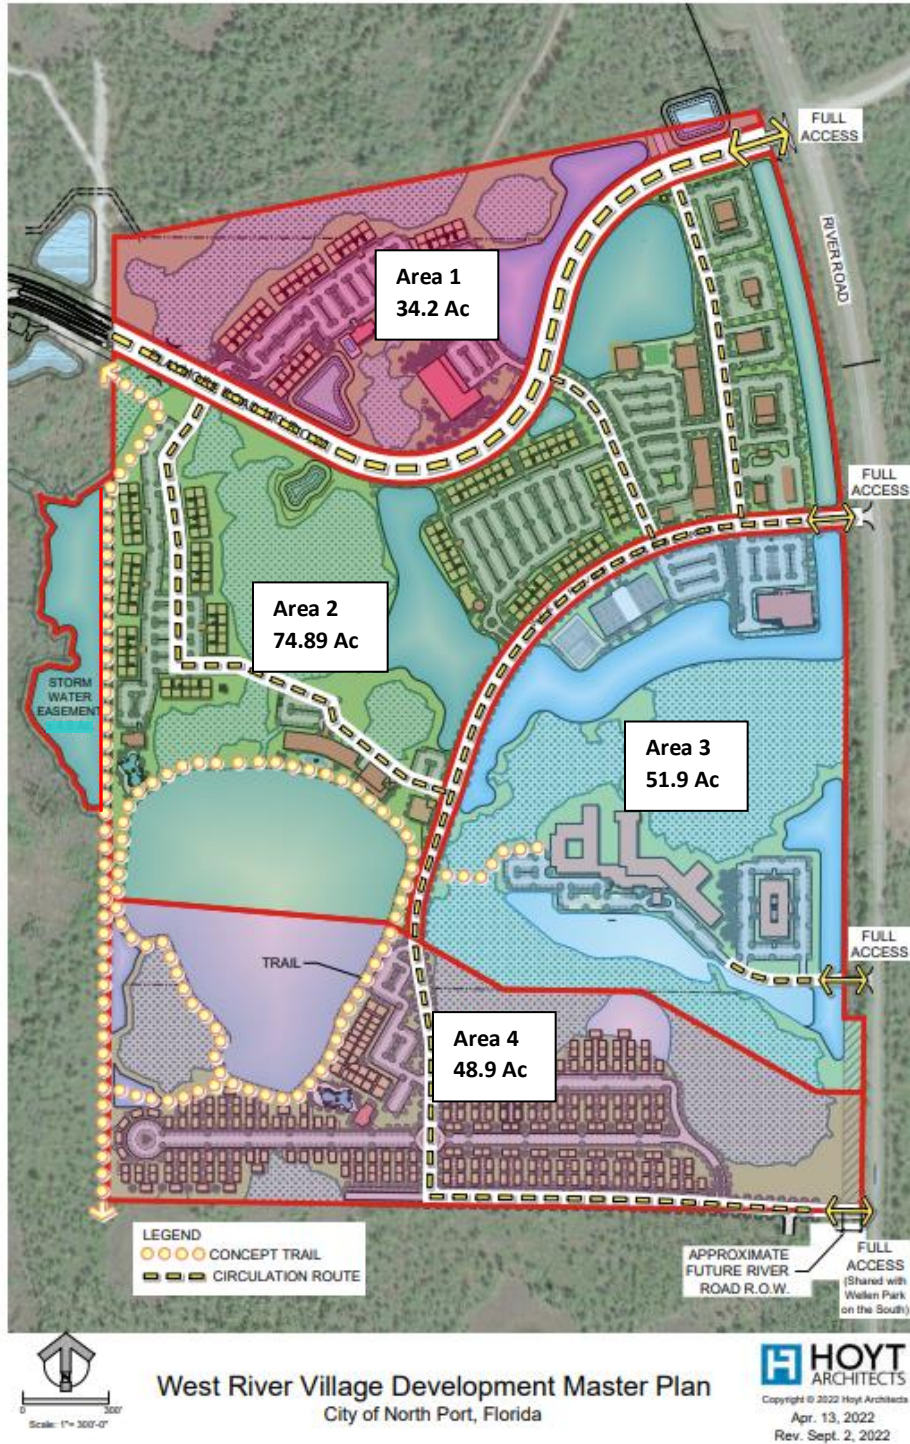 FULL
ACCESS
RIVER ROAD
Area 1
34.2 Ac
FULL
ACCESS
Area 2
74.89 Ac
STORM
WATER
EASEMENT
Area 3
51.9 Ac
FULL
ACCESS
TRAIL
Area 4
48.9 Ac
LEGEND
CONCEPT TRAIL
CIRCULATION ROUTE
APPROXIMATE
FUTURE RIVER
ROAD R.O.W.
FULL
ACCESS
(Shared with
Wellen Park
on the South)
0 300'
Scale: 1"= 300'-0"
West River Village Development Master Plan
City of North Port, Florida
HOYT
ARCHITECTS
Copyright © 2022 Hoyt Architects
Apr. 13, 2022
Rev. Sept. 2, 2022